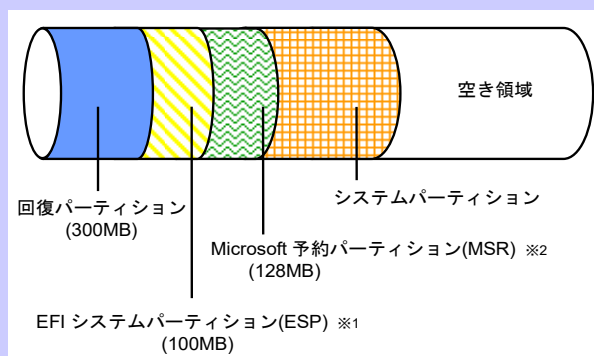 空き領域
回復パーティション
(300MB)
システムパーティション
Microsoft 予約パーティション(MSR) ※2
(128MB)
EFI システムパーティション(ESP) ※1
(100MB)